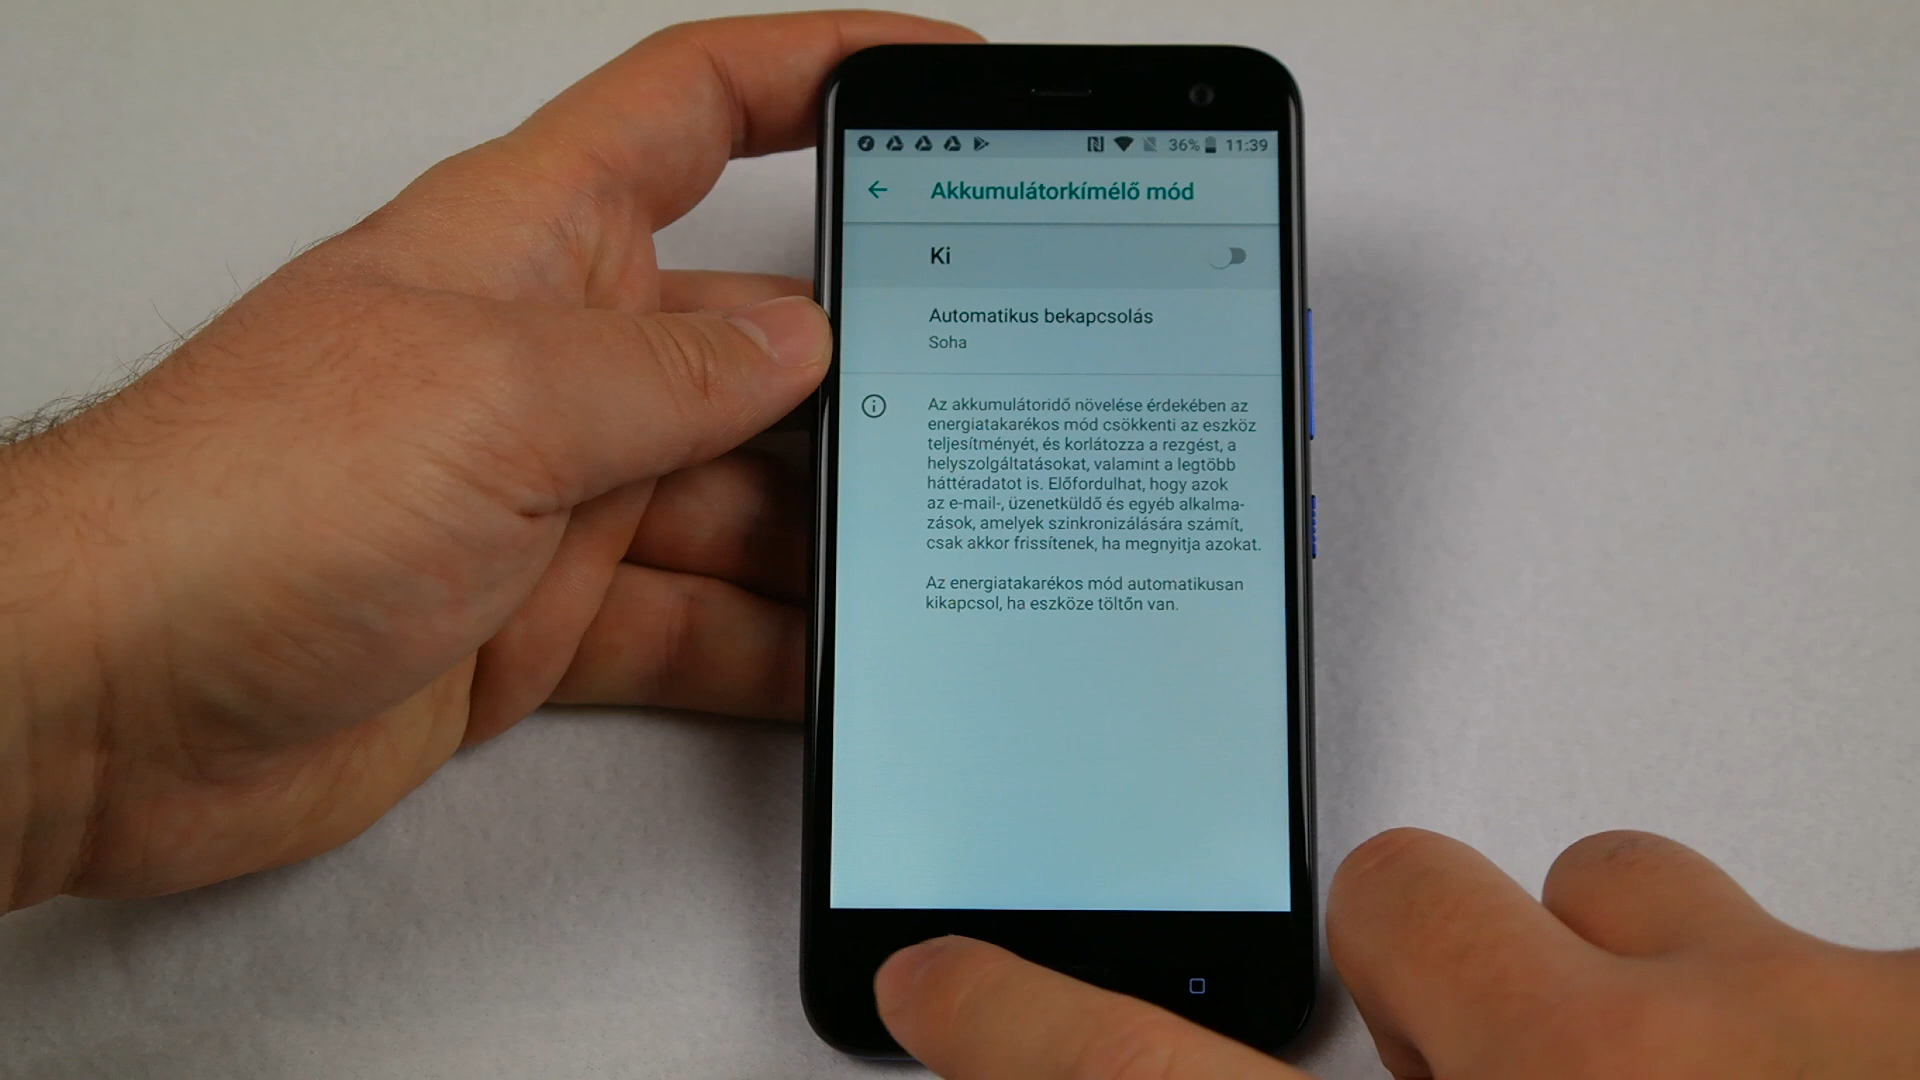 36% 11:39
Akkumulátorkímélő mód
Ki
Automatikus bekapcsolás
Soha
Az akkumulátoridő növelése érdekében az
energiatakarékos mód csökkenti az eszköz
teljesítményét, és korlátozza a rezgést, a
helyszolgáltatásokat, valamint a legtöbb
háttéradatot is. Előfordulhat, hogy azok
az e-mail-, üzenetküldő és egyéb alkalma-
zások, amelyek szinkronizálására számít,
csak akkor frissítenek, ha megnyitja azokat.
Az energiatakarékos mód automatikusan
kikapcsol, ha eszköze töltőn van.